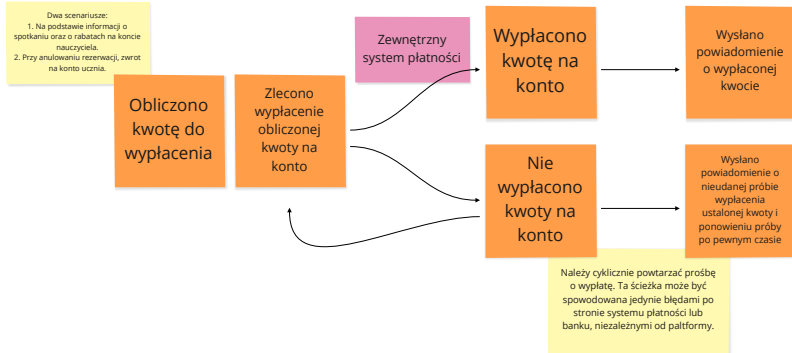 Dwa scenariusze:
1. Na podstawie informacji o
spotkaniu oraz o rabatach na koncie
nauczyciela.
2. Przy anulowaniu rezerwacji, zwrot
na konto ucznia.
Obliczono
kwotę do
wypłacenia
Zlecono
wypłacenie
obliczonej
kwoty na
konto
Zewnętrzny
system płatności
Wypłacono
kwotę na
konto
Wysłano
powiadomienie
o wypłaconej
kwocie
Nie
wypłacono
kwoty na
konto
Wysłano
powiadomienie o
nieudanej próbie
wypłacenia
ustalonej kwoty i
ponowieniu próby
po pewnym czasie
Należy cyklicznie powtarzać prośbę
o wypłatę. Ta ścieżka może być
spowodowana jedynie błędami po
stronie systemu płatności lub
banku, niezależnymi od paltformy.